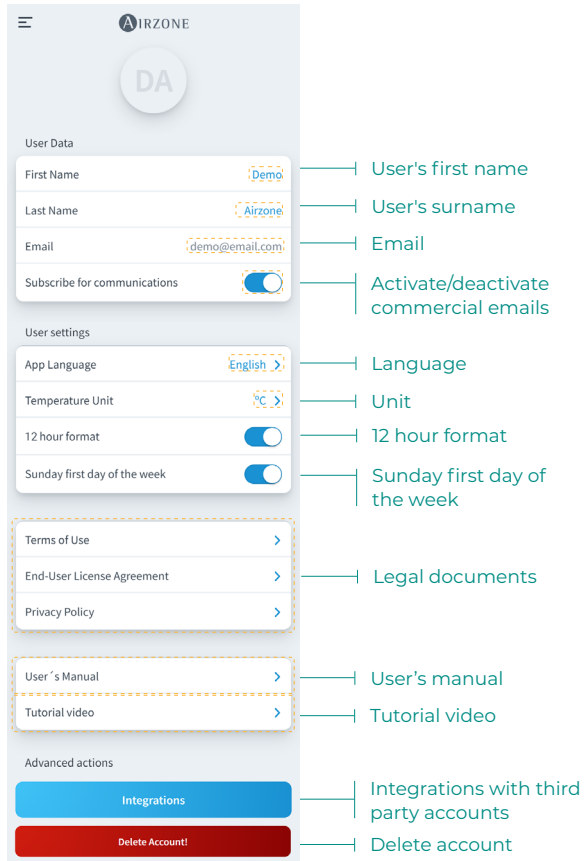 AIRZONE
DA
User Data
First Name Demo User's first name
Last Name Airzone User's surname
Email demo@email.com Email
Subscribe for communications Activate/deactivate
commercial emails
User settings
App Language English Language
Temperature Unit ºC Unit
12 hour format 12 hour format
Sunday first day of the week Sunday first day of
the week
Terms of Use
End-User License Agreement Legal documents
Privacy Policy
User´s Manual User’s manual
Tutorial video Tutorial video
Advanced actions
Integrations Integrations with third
party accounts
Delete Account! Delete account